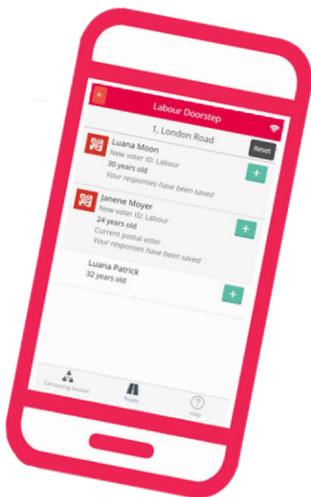 Labour Doorstep
1, London Road
Reset
Luana Moon
New voter ID: Labour
30 years old
Your responses have been saved
+
Janene Moyer
New voter ID: Labour
24 years old
Current postal voter
Your responses have been saved
+
Luana Patrick
32 years old
+
Canvassing Session
Roads
Help